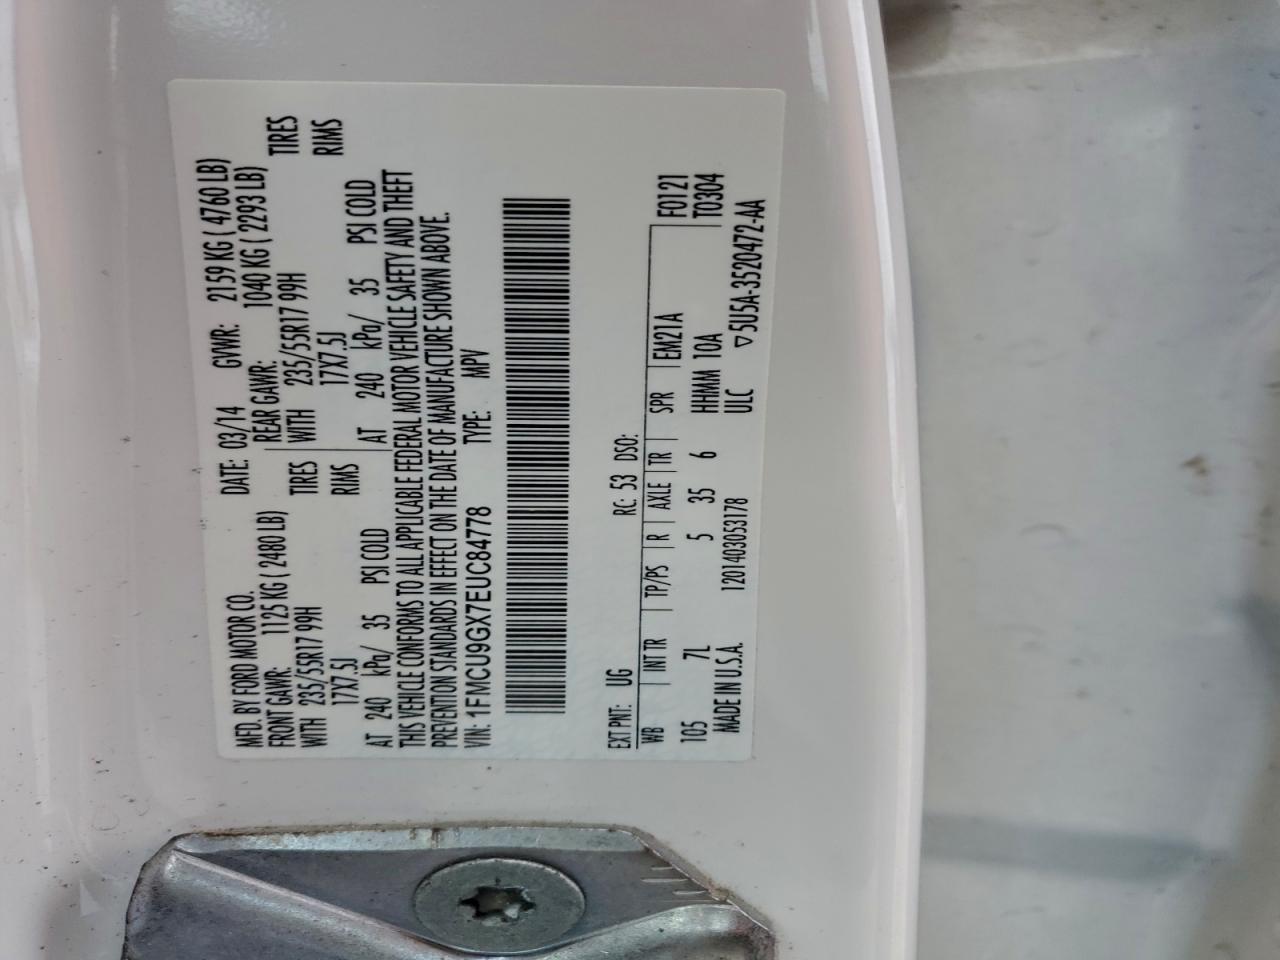 MFD. BY FORD MOTOR CO. DATE: 03/14 GVWR: 2159 KG ( 4760 LB)
FRONT GAWR: 1125 KG ( 2480 LB) REAR GAWR: 1040 KG ( 2293 LB)
WITH 235/55R17 99H TIRES WITH 235/55R17 99H TIRES
17X7.5J RIMS 17X7.5J RIMS
AT 240 kPa/ 35 PSI COLD AT 240 kPa/ 35 PSI COLD
THIS VEHICLE CONFORMS TO ALL APPLICABLE FEDERAL MOTOR VEHICLE SAFETY AND THEFT
PREVENTION STANDARDS IN EFFECT ON THE DATE OF MANUFACTURE SHOWN ABOVE.
VIN: 1FMCU9GX7EUC84778 TYPE: MPV
EXT PNT: UG RC: 53 DSO:
WB INT TR TP/PS R AXLE TR SPR EM21A F0121
105 7L 5 35 6 HHMM 10A T0304
MADE IN U.S.A. 120140305317​8 ULC ▽5U5A-3520472-AA